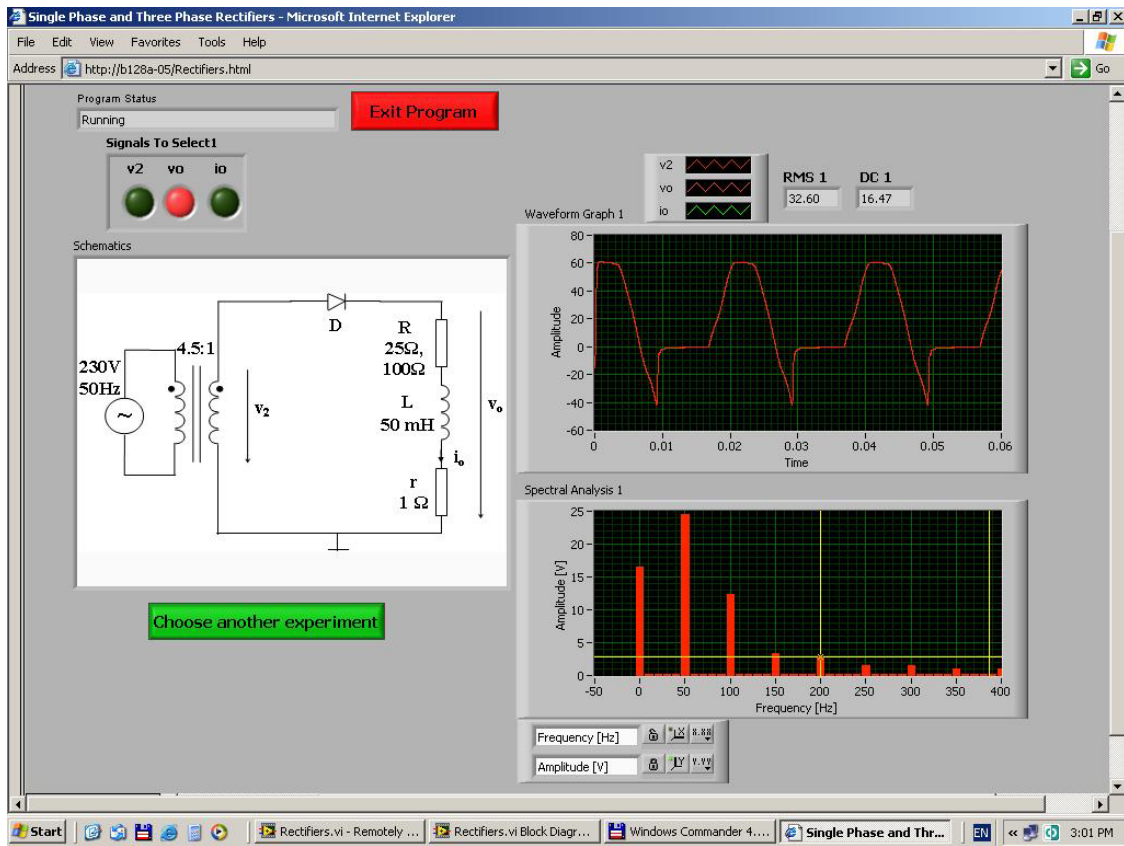 Single Phase and Three Phase Rectifiers - Microsoft Internet Explorer
File Edit View Favorites Tools Help
Address http://b128a-05/Rectifiers.html Go
Program Status
Running
Exit Program
Signals To Select1
v2 vo io
v2
vo
io
RMS 1 DC 1
32.60 16.47
Schematics
230V
50Hz
~
4.5:1
v2
D
R
25Ω,
100Ω
L
50 mH
io
r
1 Ω
vo
Choose another experiment
Waveform Graph 1
Amplitude
80
60
40
20
0
-20
-40
-60
0 0.01 0.02 0.03 0.04 0.05 0.06
Time
Spectral Analysis 1
Amplitude [V]
25
20
15
10
5
0
-50 0 50 100 150 200 250 300 350 400
Frequency [Hz]
Frequency [Hz] X X.XX
Amplitude [V] Y Y.YY
Start Rectifiers.vi - Remotely ... Rectifiers.vi Block Diagr... Windows Commander 4.... Single Phase and Thr... EN « 3:01 PM